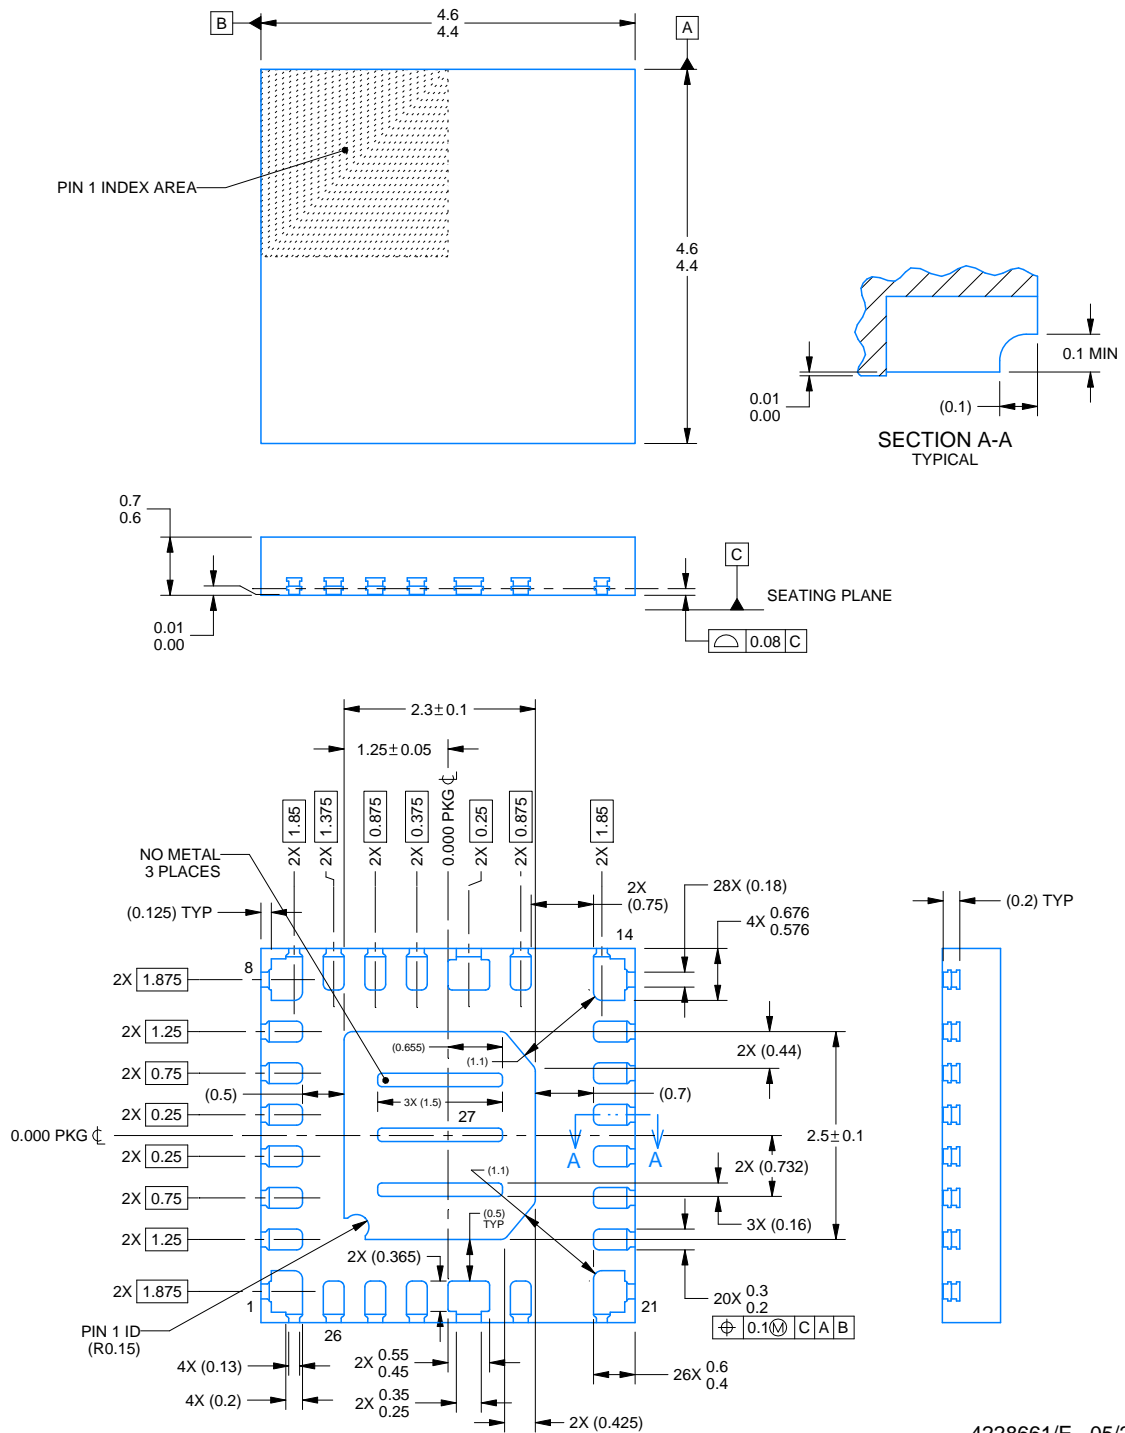 B
4.6
4.4
A
PIN 1 INDEX AREA
4.6
4.4
0.1 MIN
0.01
0.00
(0.1)
SECTION A-A
TYPICAL
0.7
0.6
C
SEATING PLANE
0.01
0.00
0.08 C
2.3±0.1
1.25±0.05
0.000 PKG
2X 1.85
2X 1.375
2X 0.875
2X 0.375
2X 0.25
2X 0.875
2X 1.85
NO METAL
3 PLACES
2X
(0.75)
28X (0.18)
(0.125) TYP
4X 0.676
0.576
(0.2) TYP
14
8
2X 1.875
2X 1.25
2X 0.75
2X 0.25
0.000 PKG
2X 0.25
2X 0.75
2X 1.25
2X 1.875
(0.655)
(1.1)
2X (0.44)
(0.5)
3X (1.5)
27
(0.7)
2.5±0.1
A
A
(1.1)
2X (0.732)
(0.5)
TYP
3X (0.16)
2X (0.365)
20X 0.3
0.2
0.1 M C A B
1
21
26
PIN 1 ID
(R0.15)
4X (0.13)
2X 0.55
0.45
26X 0.6
0.4
4X (0.2)
2X 0.35
0.25
2X (0.425)